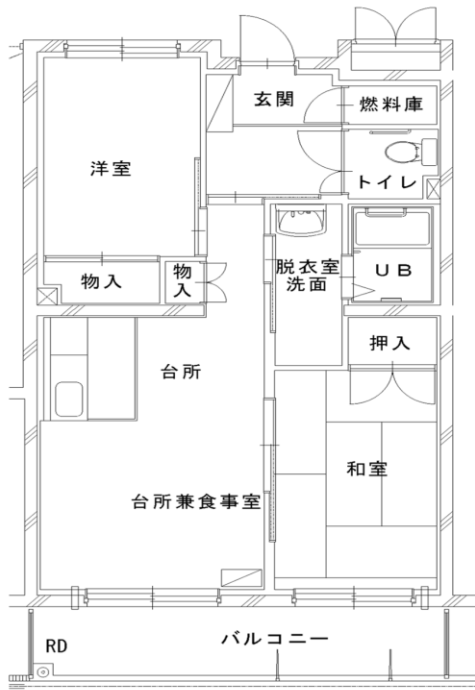 玄関
燃料庫
洋室
トイレ
物入
物
入
脱衣室
洗面
UB
押入
台所
和室
台所兼食事室
バルコニー
RD